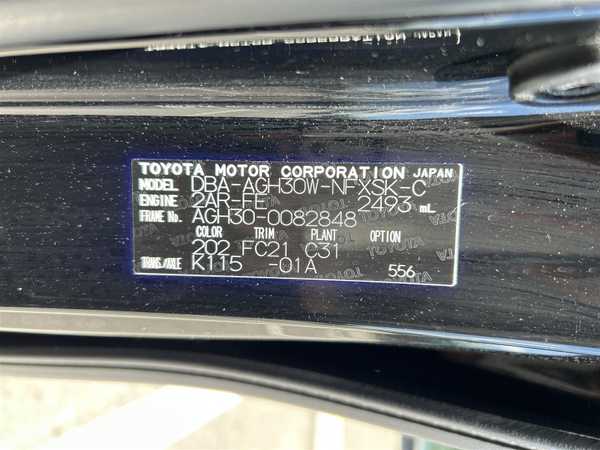 TOYOTA MOTOR CORPORATION JAPAN
MODEL DBA-AGH30W-NFXSK-C
ENGINE 2AR-FE 2493 mL
FRAME No. AGH30-0082848
COLOR TRIM PLANT OPTION
202 FC21 C31
TRANS/AXLE K115 -01A 556